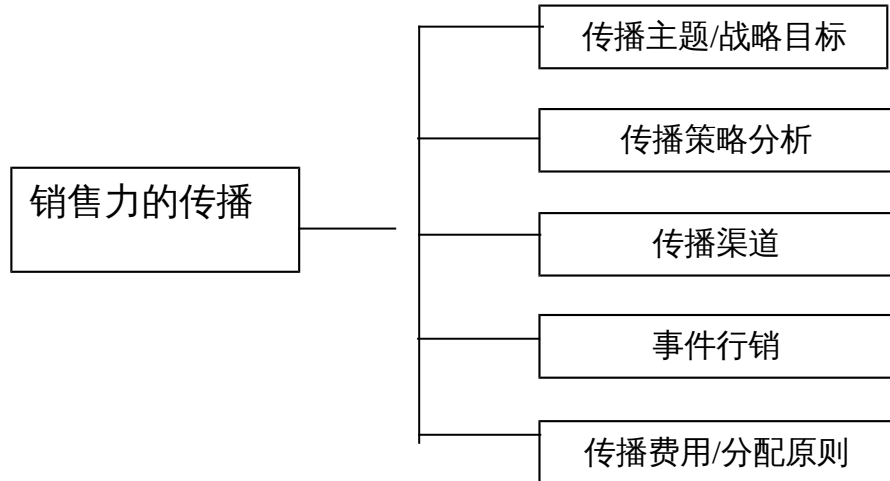 传播主题/战略目标
传播策略分析
销售力的传播
传播渠道
事件行销
传播费用/分配原则